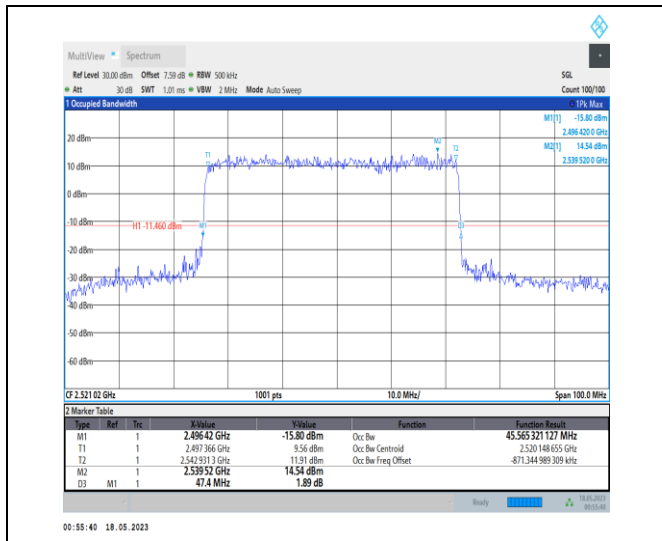 MultiView Spectrum
Ref Level 30.00 dBm Offset 7.59 dB RBW 500 kHz SGL
Att 30 dB SWT 1.01 ms VBW 2 MHz Mode Auto Sweep Count 100/100
1 Occupied Bandwidth 1Pk Max
M1[1] -15.80 dBm
2.496 420 0 GHz
M2[1] 14.54 dBm
2.539 520 0 GHz
20 dBm
M2
T1 T2
10 dBm
0 dBm
-10 dBm
H1 -11.460 dBm M1 D3
-20 dBm
-30 dBm
-40 dBm
-50 dBm
-60 dBm
CF 2.521 02 GHz 1001 pts 10.0 MHz/ Span 100.0 MHz
2 Marker Table
Type Ref Trc X-Value Y-Value Function Function Result
M1 1 2.496 42 GHz -15.80 dBm Occ Bw 45.565 321 127 MHz
T1 1 2.497 366 GHz 9.56 dBm Occ Bw Centroid 2.520 148 655 GHz
T2 1 2.542 931 3 GHz 11.91 dBm Occ Bw Freq Offset -871.344 989 309 kHz
M2 1 2.539 52 GHz 14.54 dBm
D3 M1 1 47.4 MHz 1.89 dB
Ready 18.05.2023
00:55:40
00:55:40 18.05.2023